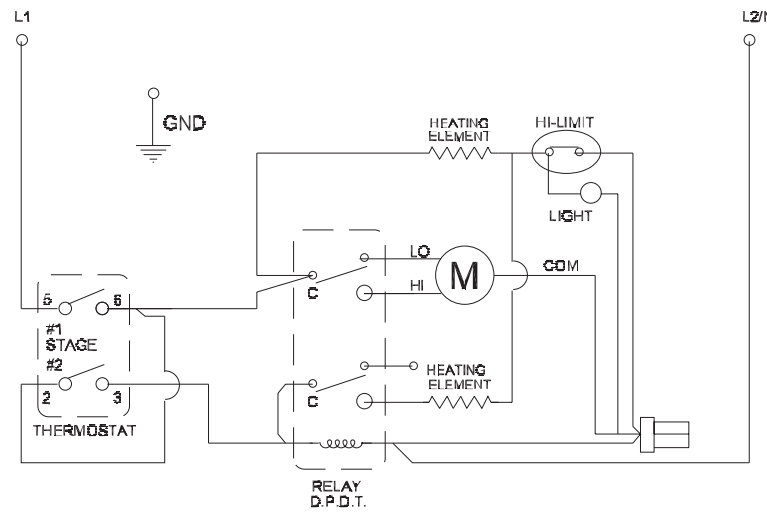 L1
L2/
GND
HEATING
ELEMENT
HI-LIMIT
LIGHT
LO
M
COM
HI
C
5
6
#1
STAGE
#2
2
3
THERMOSTAT
C
HEATING
ELEMENT
RELAY
D.P.D.T.